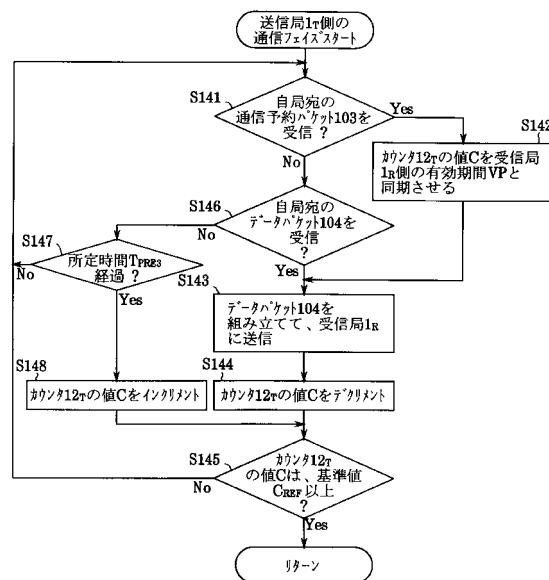 送信局1T側の
通信フェイズスタート
S141
自局宛の
通信予約パケット103を
受信 ?
Yes
No
S142
カウンタ12Tの値Cを受信局
1R側の有効期間VPと
同期させる
S146
自局宛の
データパケット104を
受信
?
No
Yes
S147
所定時間TPRE3
経過 ?
No
Yes
S143
データパケット104を
組み立てて、受信局1R
に送信
S148
カウンタ12Tの値Cをインクリメント
S144
カウンタ12Tの値Cをデクリメント
S145
カウンタ12T
の値Cは、基準値
CREF以上
?
No
Yes
リターン